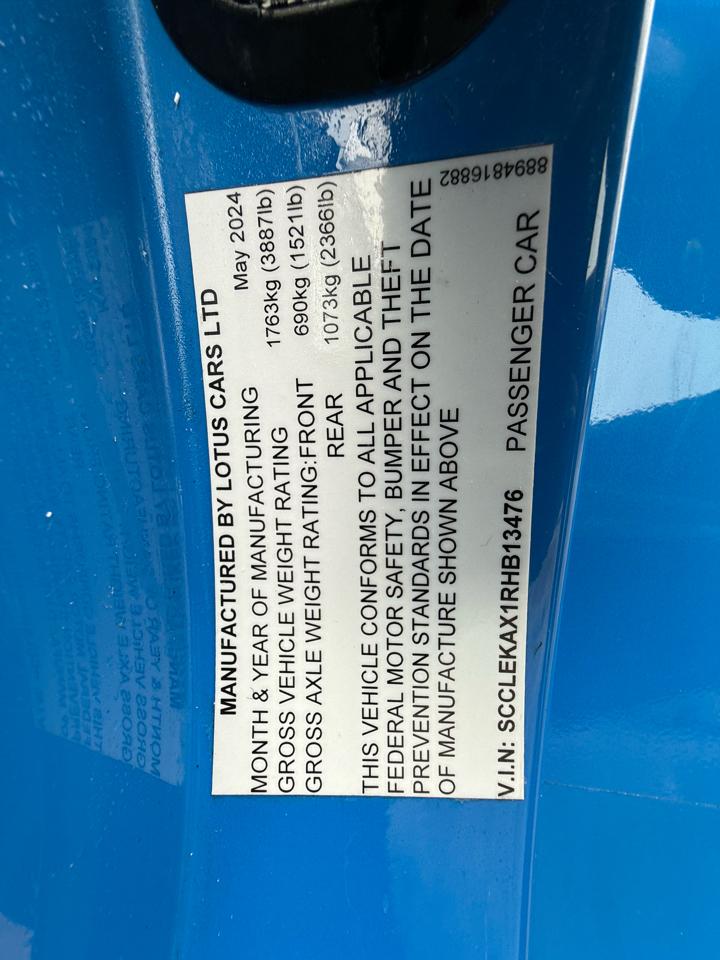 MANUFACTURED BY LOTUS CARS LTD
MONTH & YEAR OF MANUFACTURING May 2024
GROSS VEHICLE WEIGHT RATING 1763kg (3887lb)
GROSS AXLE WEIGHT RATING:FRONT 690kg (1521lb)
REAR 1073kg (2366lb)
THIS VEHICLE CONFORMS TO ALL APPLICABLE
FEDERAL MOTOR SAFETY, BUMPER AND THEFT
PREVENTION STANDARDS IN EFFECT ON THE DATE
OF MANUFACTURE SHOWN ABOVE
8894816882
V.I.N: SCCLEKAX1RHB13476 PASSENGER CAR